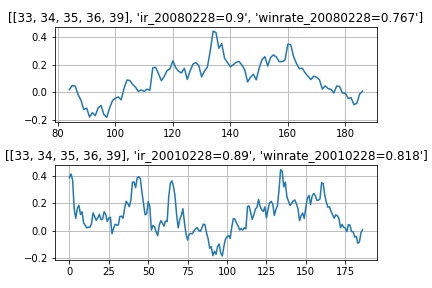 [[33, 34, 35, 36, 39], 'ir_20080228=0.9', 'winrate_20080228=0.767']
0.4
0.2
0.0
−0.2
80 100 120 140 160 180
[[33, 34, 35, 36, 39], 'ir_20010228=0.89', 'winrate_20010228=0.818']
0.4
0.2
0.0
−0.2
0 25 50 75 100 125 150 175